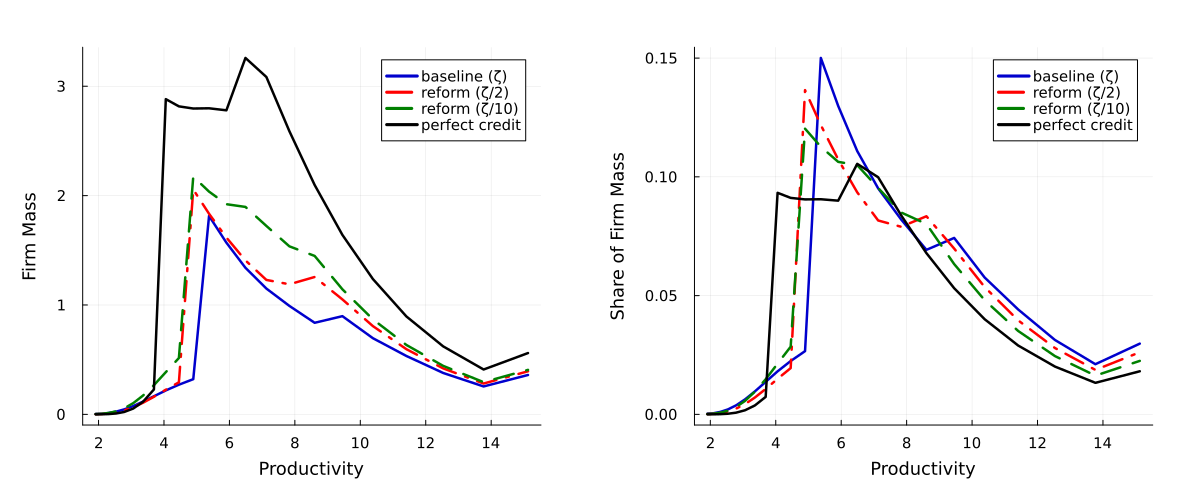 Firm Mass
3
2
1
0
2 4 6 8 10 12 14
Productivity
baseline (ζ)
reform (ζ/2)
reform (ζ/10)
perfect credit
Share of Firm Mass
0.15
0.10
0.05
0.00
2 4 6 8 10 12 14
Productivity
baseline (ζ)
reform (ζ/2)
reform (ζ/10)
perfect credit